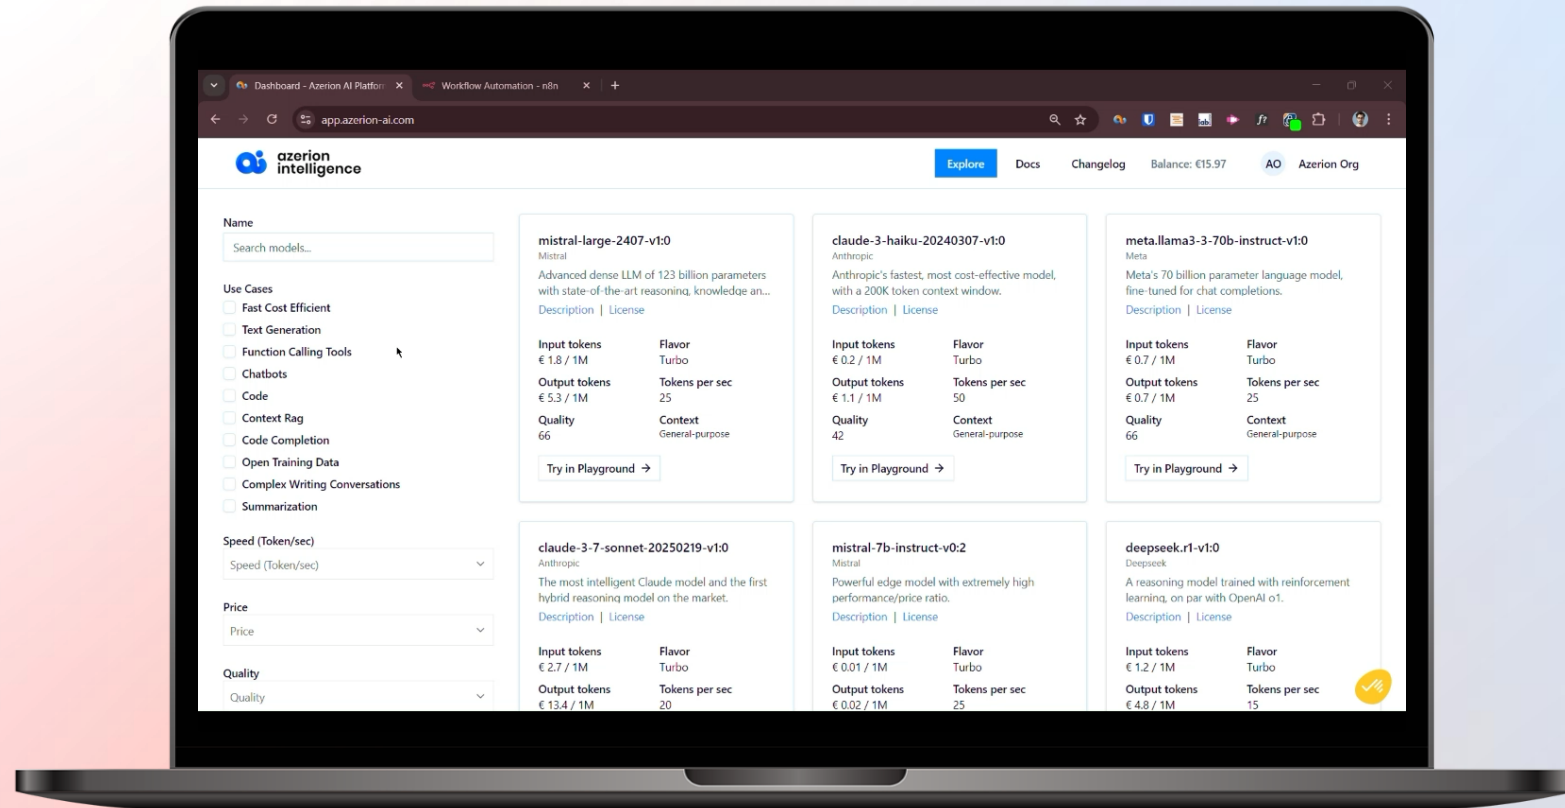 Dashboard - Azerion AI Platform
Workflow Automation - n8n
app.azerion-ai.com
azerion
intelligence
Explore
Docs
Changelog
Balance: €15.97
AO
Azerion Org
Name
Search models...
Use Cases
Fast Cost Efficient
Text Generation
Function Calling Tools
Chatbots
Code
Context Rag
Code Completion
Open Training Data
Complex Writing Conversations
Summarization
Speed (Token/sec)
Speed (Token/sec)
Price
Price
Quality
Quality
mistral-large-2407-v1:0
Mistral
Advanced dense LLM of 123 billion parameters
with state-of-the-art reasoning, knowledge an...
Description | License
Input tokens
€ 1.8 / 1M
Flavor
Turbo
Output tokens
€ 5.3 / 1M
Tokens per sec
25
Quality
66
Context
General-purpose
Try in Playground →
claude-3-haiku-20240307-v1:0
Anthropic
Anthropic's fastest, most cost-effective model,
with a 200K token context window.
Description | License
Input tokens
€ 0.2 / 1M
Flavor
Turbo
Output tokens
€ 1.1 / 1M
Tokens per sec
50
Quality
42
Context
General-purpose
Try in Playground →
meta.llama3-3-70b-instruct-v1:0
Meta
Meta's 70 billion parameter language model,
fine-tuned for chat completions.
Description | License
Input tokens
€ 0.7 / 1M
Flavor
Turbo
Output tokens
€ 0.7 / 1M
Tokens per sec
25
Quality
66
Context
General-purpose
Try in Playground →
claude-3-7-sonnet-20250219-v1:0
Anthropic
The most intelligent Claude model and the first
hybrid reasoning model on the market.
Description | License
Input tokens
€ 2.7 / 1M
Flavor
Turbo
Output tokens
€ 13.4 / 1M
Tokens per sec
20
mistral-7b-instruct-v0:2
Mistral
Powerful edge model with extremely high
performance/price ratio.
Description | License
Input tokens
€ 0.01 / 1M
Flavor
Turbo
Output tokens
€ 0.02 / 1M
Tokens per sec
25
deepseek.r1-v1:0
Deepseek
A reasoning model trained with reinforcement
learning, on par with OpenAI o1.
Description | License
Input tokens
€ 1.2 / 1M
Flavor
Turbo
Output tokens
€ 4.8 / 1M
Tokens per sec
15